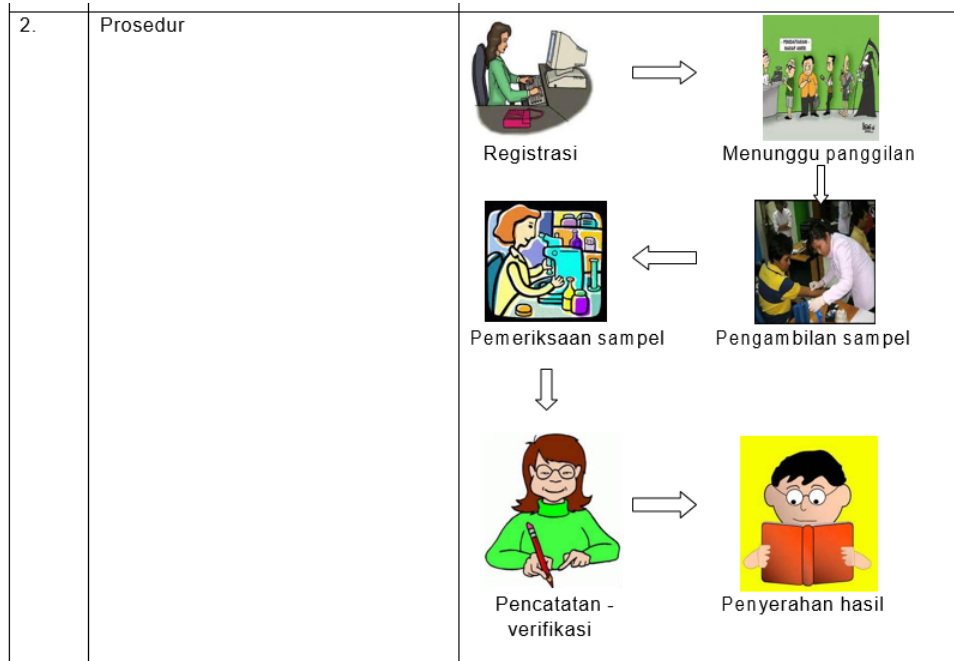 2.
Prosedur
Registrasi
Menunggu panggilan
Pemeriksaan sampel
Pengambilan sampel
Pencatatan -
verifikasi
Penyerahan hasil